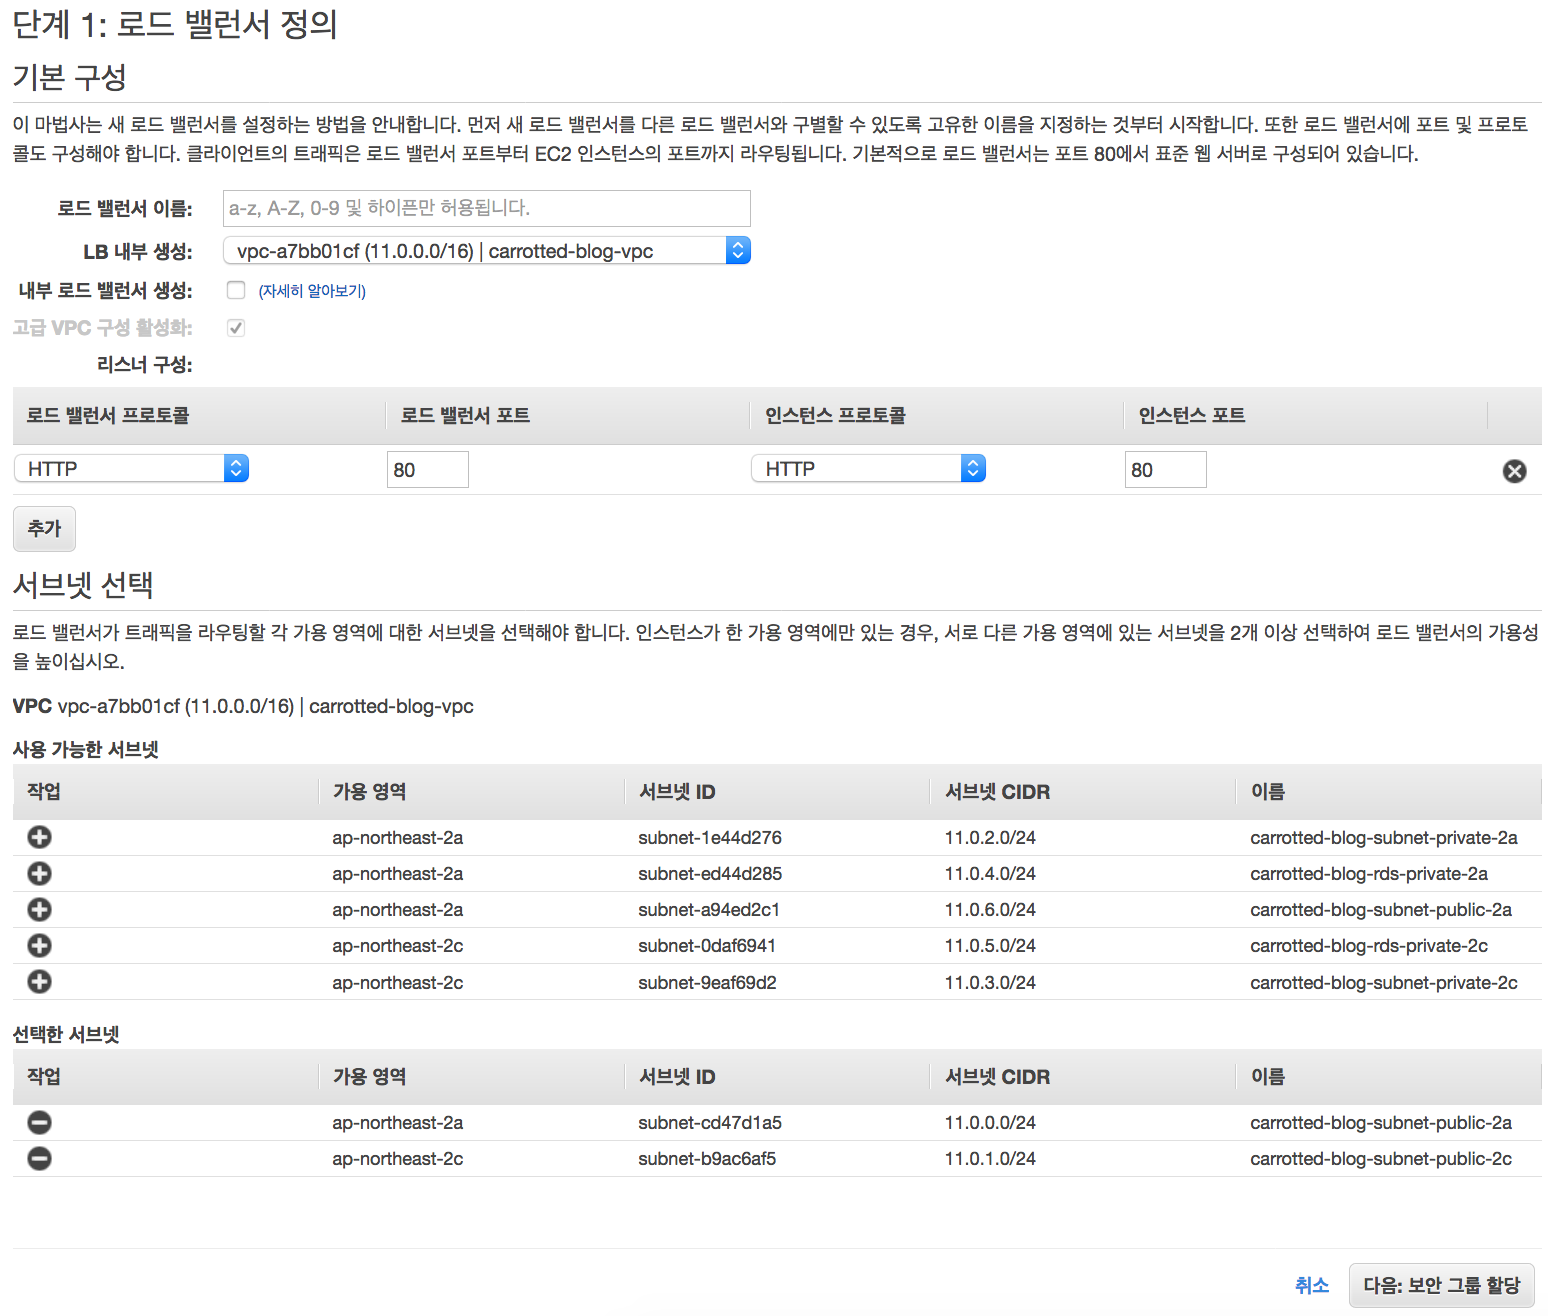 단계 1: 로드 밸런서 정의
기본 구성
이 마법사는 새 로드 밸런서를 설정하는 방법을 안내합니다. 먼저 새 로드 밸런서를 다른 로드 밸런서와 구별할 수 있도록 고유한 이름을 지정하는 것부터 시작합니다. 또한 로드 밸런서에 포트 및 프로토
콜도 구성해야 합니다. 클라이언트의 트래픽은 로드 밸런서 포트부터 EC2 인스턴스의 포트까지 라우팅됩니다. 기본적으로 로드 밸런서는 포트 80에서 표준 웹 서버로 구성되어 있습니다.
로드 밸런서 이름: a-z, A-Z, 0-9 및 하이픈만 허용됩니다.
LB 내부 생성: vpc-a7bb01cf (11.0.0.0/16) | carrotted-blog-vpc
내부 로드 밸런서 생성: (자세히 알아보기)
고급 VPC 구성 활성화:
리스너 구성:
로드 밸런서 프로토콜 로드 밸런서 포트 인스턴스 프로토콜 인스턴스 포트
HTTP 80 HTTP 80
추가
서브넷 선택
로드 밸런서가 트래픽을 라우팅할 각 가용 영역에 대한 서브넷을 선택해야 합니다. 인스턴스가 한 가용 영역에만 있는 경우, 서로 다른 가용 영역에 있는 서브넷을 2개 이상 선택하여 로드 밸런서의 가용성
을 높이십시오.
VPC vpc-a7bb01cf (11.0.0.0/16) | carrotted-blog-vpc
사용 가능한 서브넷
작업 가용 영역 서브넷 ID 서브넷 CIDR 이름
ap-northeast-2a subnet-1e44d276 11.0.2.0/24 carrotted-blog-subnet-private-2a
ap-northeast-2a subnet-ed44d285 11.0.4.0/24 carrotted-blog-rds-private-2a
ap-northeast-2a subnet-a94ed2c1 11.0.6.0/24 carrotted-blog-subnet-public-2a
ap-northeast-2c subnet-0daf6941 11.0.5.0/24 carrotted-blog-rds-private-2c
ap-northeast-2c subnet-9eaf69d2 11.0.3.0/24 carrotted-blog-subnet-private-2c
선택한 서브넷
작업 가용 영역 서브넷 ID 서브넷 CIDR 이름
ap-northeast-2a subnet-cd47d1a5 11.0.0.0/24 carrotted-blog-subnet-public-2a
ap-northeast-2c subnet-b9ac6af5 11.0.1.0/24 carrotted-blog-subnet-public-2c
취소 다음: 보안 그룹 할당